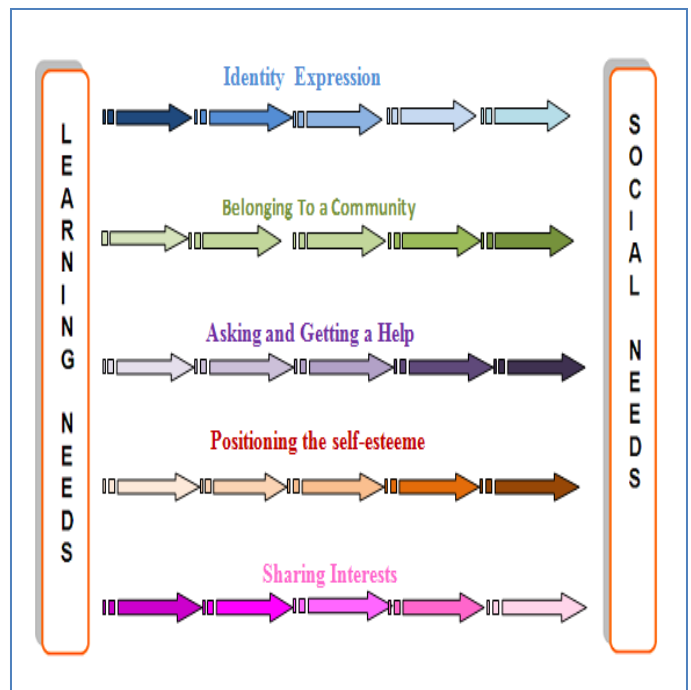 LEARNING NEEDS
Identity Expression
Belonging To a Community
Asking and Getting a Help
Positioning the self-esteeme
Sharing Interests
SOCIAL NEEDS